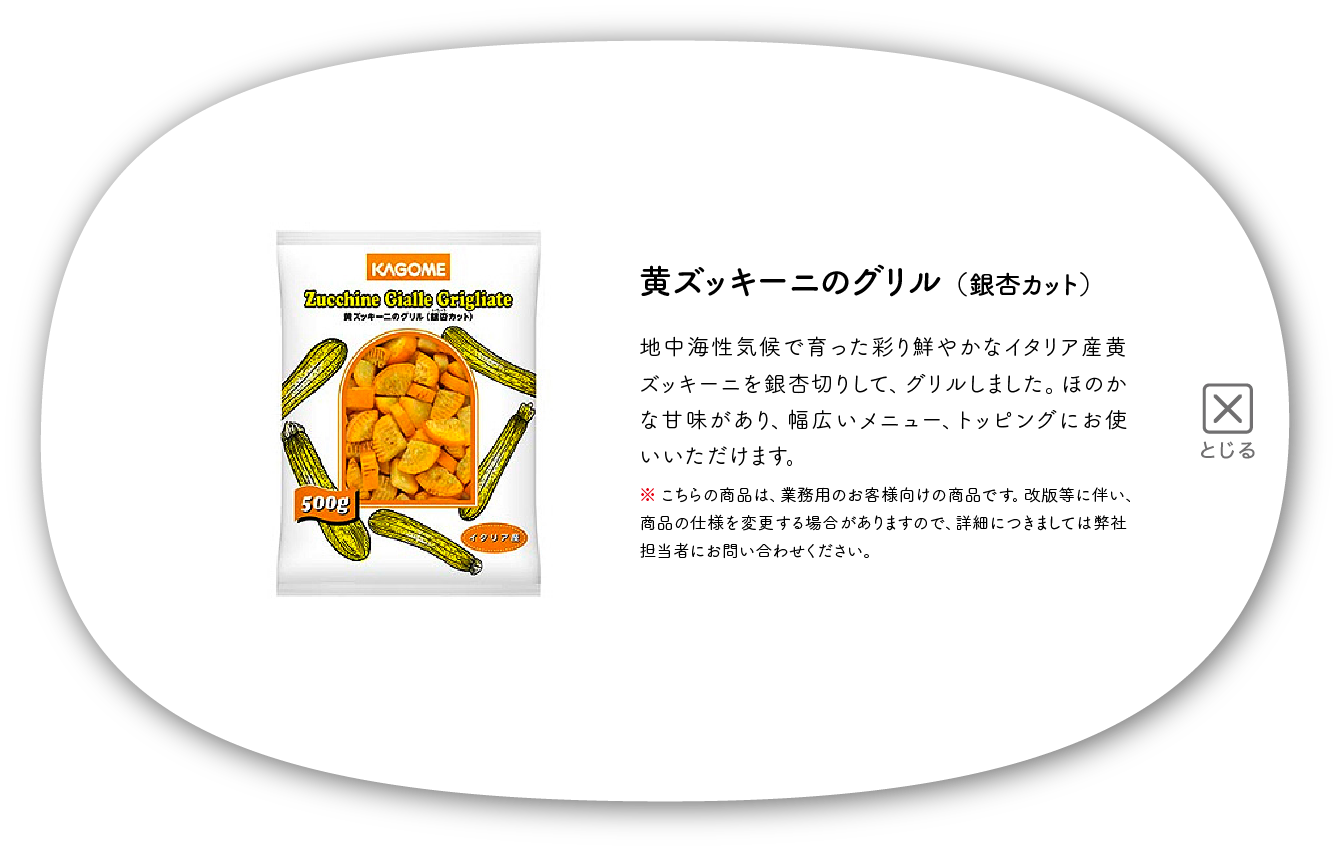 KAGOME
Zucchine Gialle Grigliate
黄ズッキーニのグリル(銀杏カット)
500g
イタリア産
黄ズッキーニのグリル(銀杏カット)
地中海性気候で育った彩り鮮やかなイタリア産黄
ズッキーニを銀杏切りして、グリルしました。ほのか
な甘味があり、幅広いメニュー、トッピングにお使
いいただけます。
※ こちらの商品は、業務用のお客様向けの商品です。改版等に伴い、
商品の仕様を変更する場合がありますので、詳細につきましては弊社
担当者にお問い合わせください。
とじる